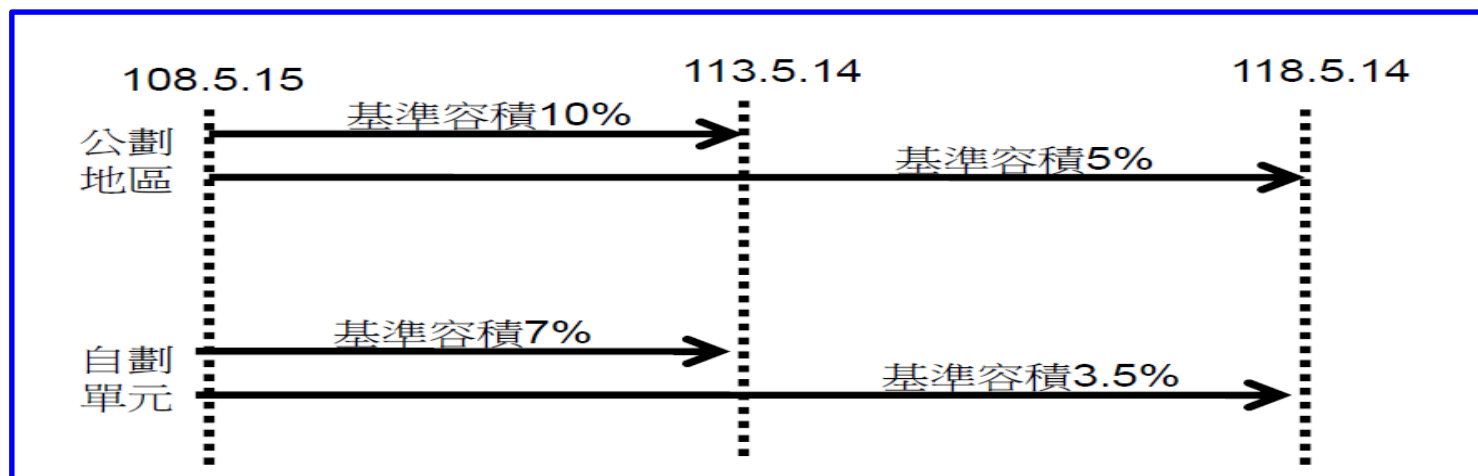 108.5.15
113.5.14
118.5.14
公劃
地區
基準容積10%
基準容積5%
自劃
單元
基準容積7%
基準容積3.5%